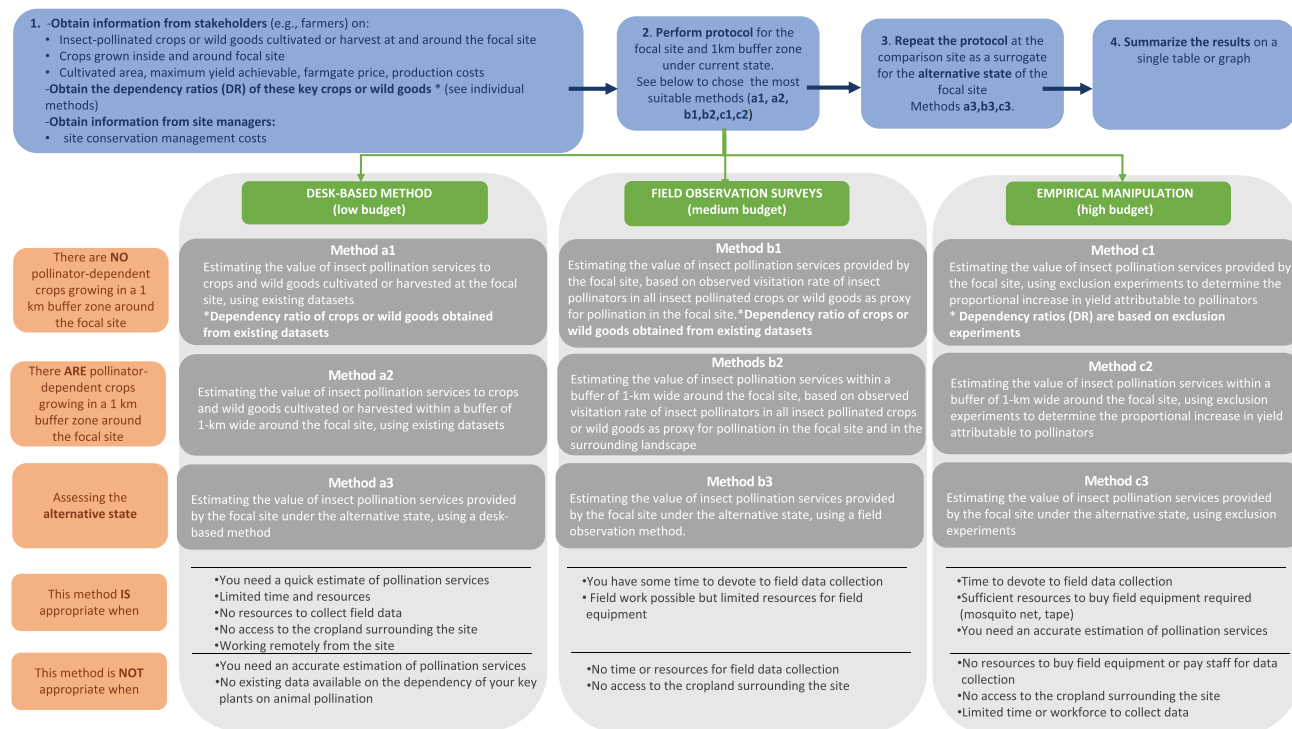 1. -Obtain information from stakeholders (e.g., farmers) on:
• Insect-pollinated crops or wild goods cultivated or harvest at and around the focal site
• Crops grown inside and around focal site
• Cultivated area, maximum yield achievable, farmgate price, production costs
-Obtain the dependency ratios (DR) of these key crops or wild goods * (see individual
methods)
-Obtain information from site managers:
• site conservation management costs
2. Perform protocol for the
focal site and 1km buffer zone
under current state.
See below to chose the most
suitable methods (a1, a2,
b1,b2,c1,c2)
3. Repeat the protocol at the
comparison site as a surrogate
for the alternative state of the
focal site
Methods a3,b3,c3.
4. Summarize the results on a
single table or graph
DESK-BASED METHOD
(low budget)
FIELD OBSERVATION SURVEYS
(medium budget)
EMPIRICAL MANIPULATION
(high budget)
There are NO
pollinator-dependent
crops growing in a 1
km buffer zone around
the focal site
Method a1
Estimating the value of insect pollination services to
crops and wild goods cultivated or harvested at the focal
site, using existing datasets
*Dependency ratio of crops or wild goods obtained
from existing datasets
Method b1
Estimating the value of insect pollination services provided by
the focal site, based on observed visitation rate of insect
pollinators in all insect pollinated crops or wild goods as proxy
for pollination in the focal site.*Dependency ratio of crops or
wild goods obtained from existing datasets
Method c1
Estimating the value of insect pollination services provided by
the focal site, using exclusion experiments to determine the
proportional increase in yield attributable to pollinators
* Dependency ratios (DR) are based on exclusion
experiments
There ARE pollinator-
dependent crops
growing in a 1 km
buffer zone around
the focal site
Method a2
Estimating the value of insect pollination services to crops
and wild goods cultivated or harvested within a buffer of
1-km wide around the focal site, using existing datasets
Methods b2
Estimating the value of insect pollination services within a
buffer of 1-km wide around the focal site, based on observed
visitation rate of insect pollinators in all insect pollinated crops
or wild goods as proxy for pollination in the focal site and in the
surrounding landscape
Method c2
Estimating the value of insect pollination services within a
buffer of 1-km wide around the focal site, using exclusion
experiments to determine the proportional increase in yield
attributable to pollinators
Assessing the
alternative state
Method a3
Estimating the value of insect pollination services provided
by the focal site under the alternative state, using a desk-
based method
Method b3
Estimating the value of insect pollination services provided
by the focal site under the alternative state, using a field
observation method.
Method c3
Estimating the value of insect pollination services provided
by the focal site under the alternative state, using exclusion
experiments
This method IS
appropriate when
•You need a quick estimate of pollination services
•Limited time and resources
•No resources to collect field data
•No access to the cropland surrounding the site
•Working remotely from the site
•You have some time to devote to field data collection
• Field work possible but limited resources for field
equipment
•Time to devote to field data collection
•Sufficient resources to buy field equipment required
(mosquito net, tape)
•You need an accurate estimation of pollination services
This method is NOT
appropriate when
•You need an accurate estimation of pollination services
•No existing data available on the dependency of your key
plants on animal pollination
•No time or resources for field data collection
•No access to the cropland surrounding the site
•No resources to buy field equipment or pay staff for data
collection
•No access to the cropland surrounding the site
•Limited time or workforce to collect data